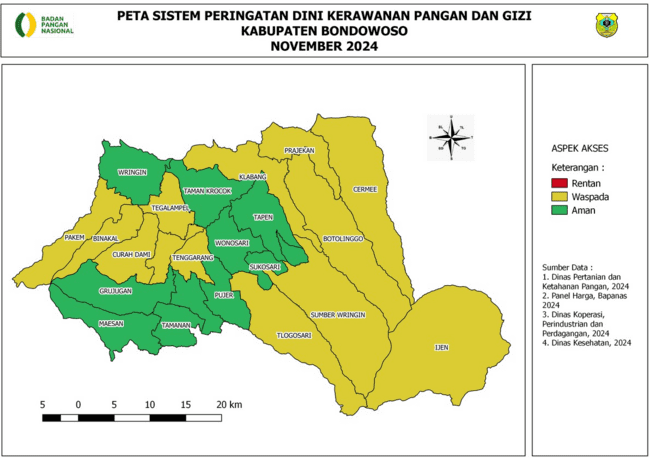 BADAN
PANGAN
NASIONAL
PETA SISTEM PERINGATAN DINI KERAWANAN PANGAN DAN GIZI
KABUPATEN BONDOWOSO
NOVEMBER 2024
PRAJEKAN
WRINGIN
KLABANG
CERMEE
TAMAN KROCOK
TEGALAMPEL
TAPEN
PAKEM
BINAKAL
WONOSARI
BOTOLINGGO
CURAH DAMI
TENGGARANG
SUKOSARI
GRUJUGAN
PUJER
SUMBER WRINGIN
MAESAN
TAMANAN
TLOGOSARI
IJEN
5 0 5 10 15 20 km
U
BL
TL
B
T
TG
S
ASPEK AKSES
Keterangan :
Rentan
Waspada
Aman
Sumber Data :
1. Dinas Pertanian dan
Ketahanan Pangan, 2024
2. Panel Harga, Bapanas
2024
3. Dinas Koperasi,
Perindustrian dan
Perdagangan, 2024
4. Dinas Kesehatan, 2024